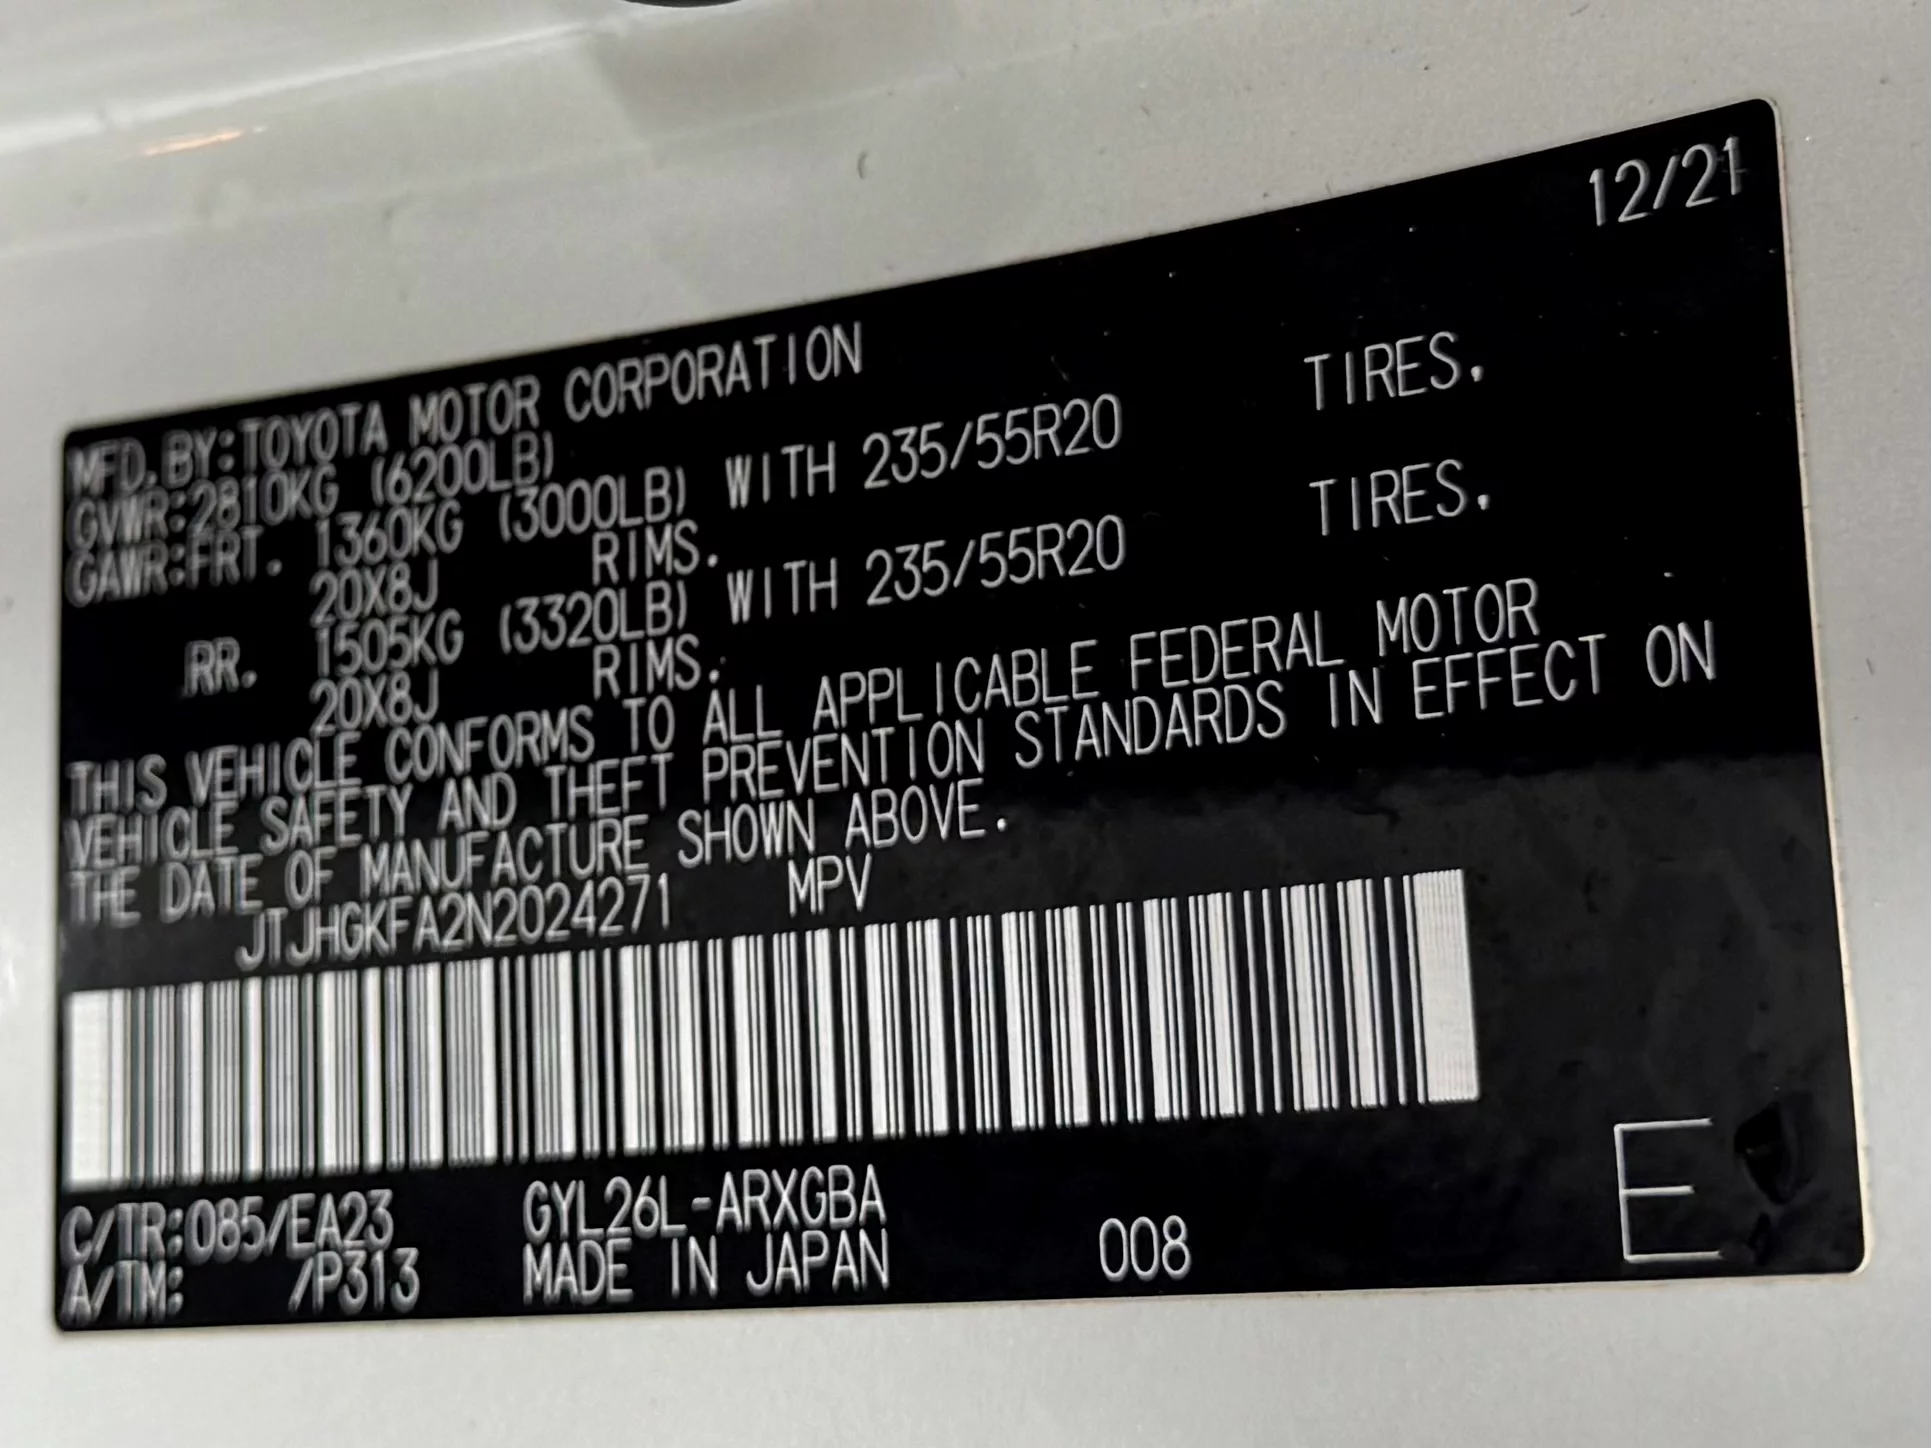 12/21
MFD.BY:TOYOTA MOTOR CORPORATION
GVWR:2810KG (6200LB)
GAWR:FRT. 1360KG (3000LB) WITH 235/55R20 TIRES.
20X8J RIMS.
RR. 1505KG (3320LB) WITH 235/55R20 TIRES.
20X8J RIMS.
THIS VEHICLE CONFORMS TO ALL APPLICABLE FEDERAL MOTOR
VEHICLE SAFETY AND THEFT PREVENTION STANDARDS IN EFFECT ON
THE DATE OF MANUFACTURE SHOWN ABOVE.
JTJHGKFA2N2024271 MPV
C/TR:085/EA23 GYL26L-ARXGBA
A/TM: /P313 MADE IN JAPAN 008 E